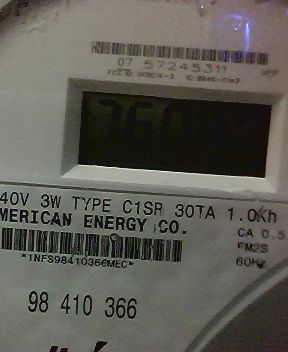 07 57245311
40V 3W TYPE C1SR 30TA 1.0Kh
MERICAN ENERGY CO.
CA 0.5
FM2S
*1NFS98410366MEC*
60Hz
98 410 366